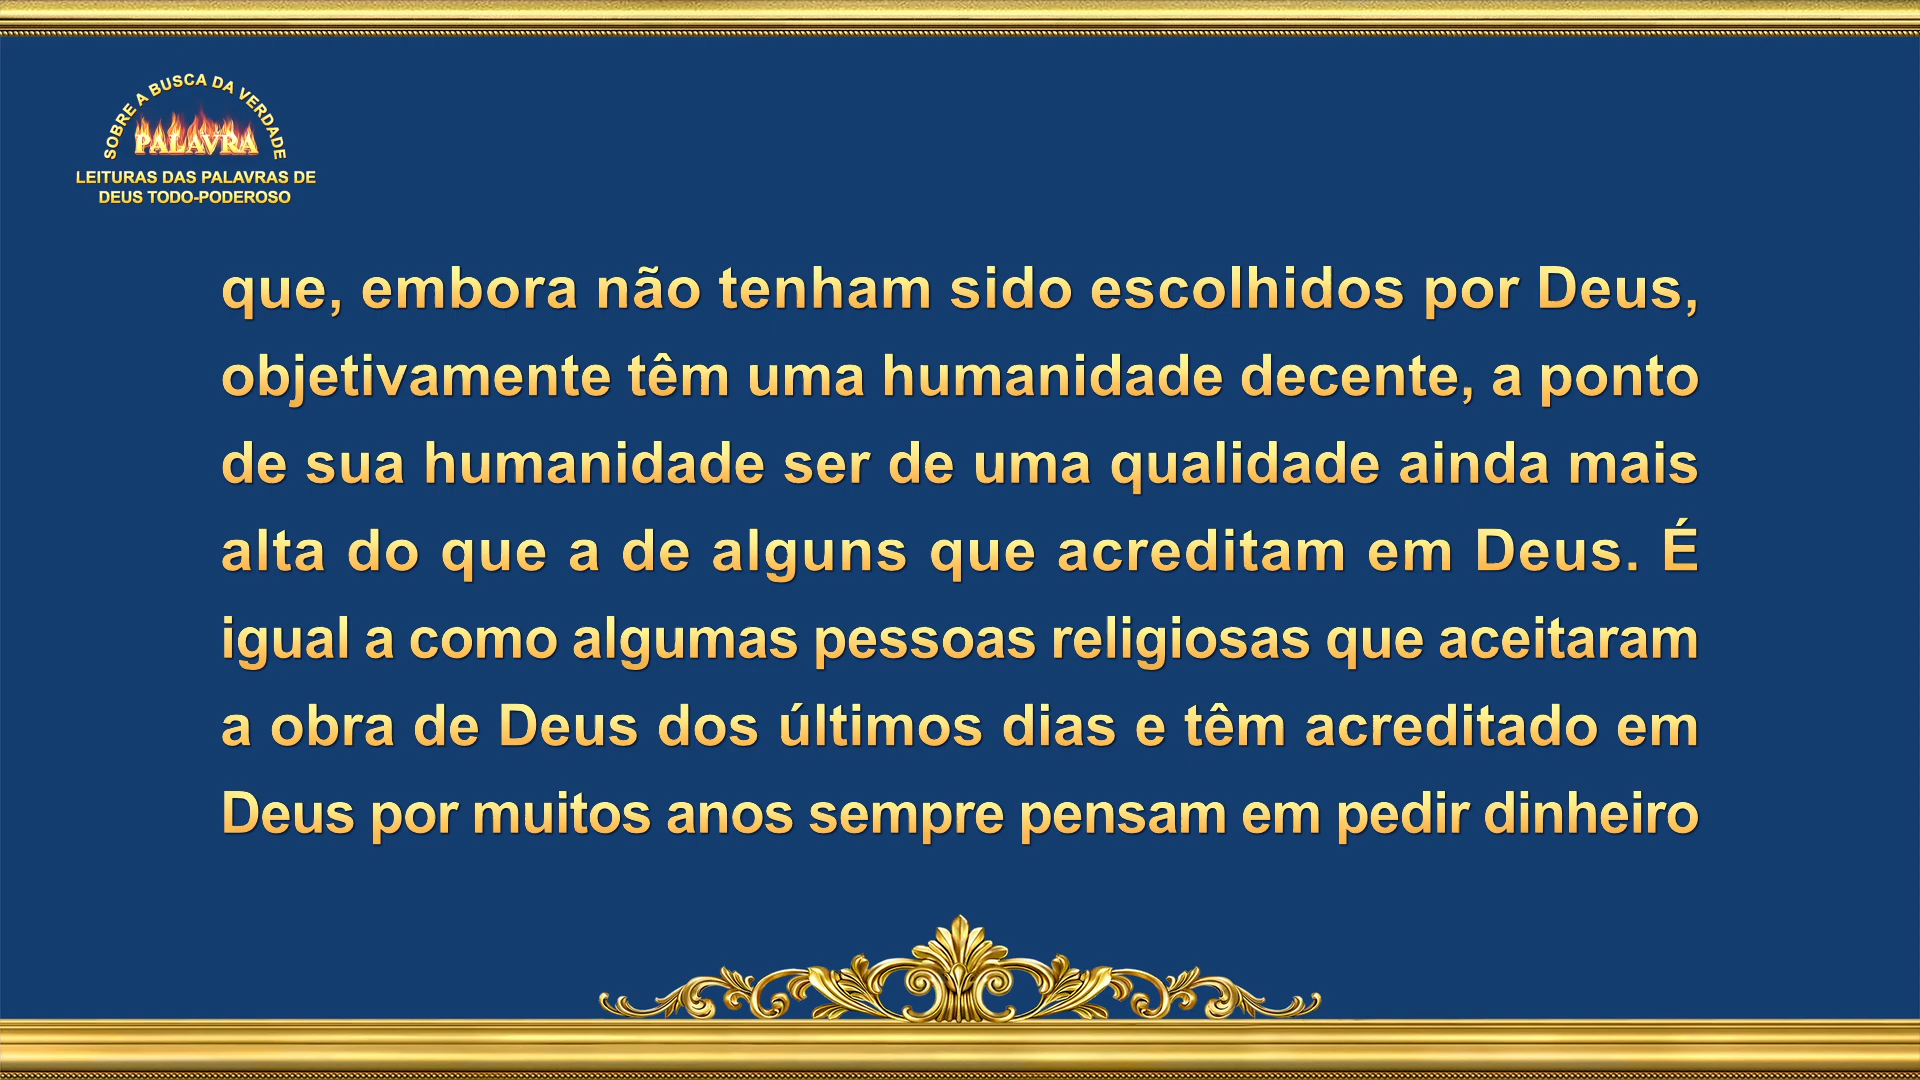 SOBRE A BUSCA DA VERDADE
PALAVRA
LEITURAS DAS PALAVRAS DE
DEUS TODO-PODEROSO
que, embora não tenham sido escolhidos por Deus,
objetivamente têm uma humanidade decente, a ponto
de sua humanidade ser de uma qualidade ainda mais
alta do que a de alguns que acreditam em Deus. É
igual a como algumas pessoas religiosas que aceitaram
a obra de Deus dos últimos dias e têm acreditado em
Deus por muitos anos sempre pensam em pedir dinheiro